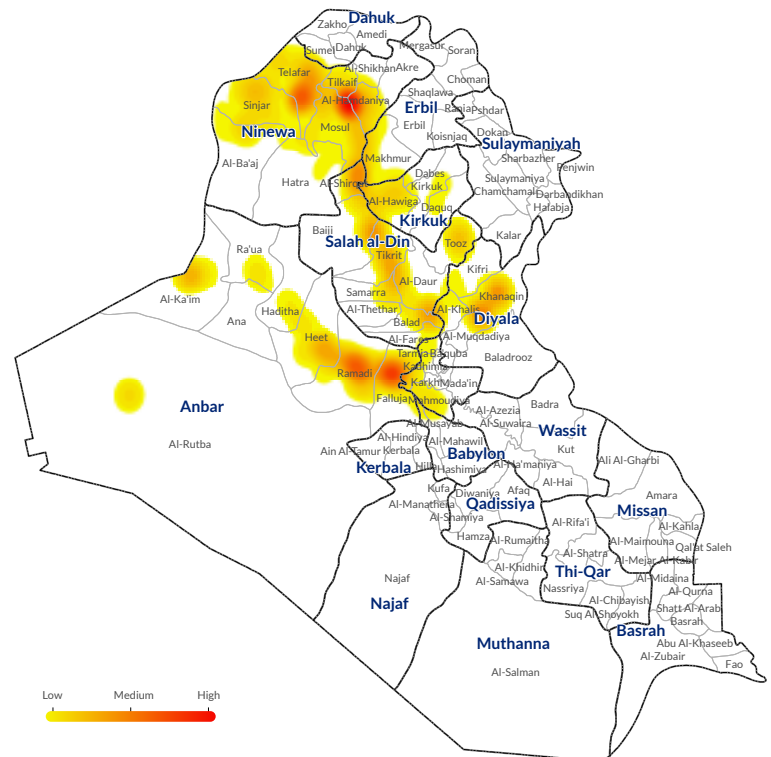 Dahuk
Zakho
Amedi
Sumel
Dahuk
Mergasur
Soran
Telafar
Al-Shikhan
Akre
Tilkaif
Choman
Sinjar
Al-Hamdaniya
Shaqlawa
Erbil
Rania
Pshdar
Ninewa
Mosul
Erbil
Koisnjaq
Dokan
Sulaymaniyah
Al-Ba'aj
Makhmur
Sharbazher
Penjwin
Hatra
Al-Shirqat
Dabes
Kirkuk
Sulaymaniya
Chamchamal
Darbandikhan
Halabja
Al-Hawiga
Daquq
Kirkuk
Baiji
Salah al-Din
Tooz
Kalar
Ra'ua
Tikrit
Kifri
Al-Ka'im
Samarra
Al-Daur
Khanaqin
Haditha
Al-Thethar
Al-Khalis
Diyala
Ana
Balad
Heet
Al-Fares
Al-Muqdadiya
Tarmia
Ba'quba
Baladrooz
Ramadi
Kadhimia
Karkh
Mada'in
Anbar
Falluja
Mahmoudiya
Badra
Al-Azezia
Al-Musayab
Al-Suwaira
Wassit
Al-Rutba
Al-Hindiya
Al-Mahawil
Ain Al-Tamur
Kerbala
Babylon
Kut
Kerbala
Hilla
Hashimiya
Al-Na'maniya
Ali Al-Gharbi
Al-Hai
Kufa
Diwaniya
Afaq
Amara
Al-Manathera
Qadissiya
Missan
Al-Shamiya
Al-Rifa'i
Al-Kahla
Hamza
Al-Rumaitha
Al-Maimouna
Qal'at Saleh
Al-Shatra
Al-Mejar Al-Kabir
Al-Khidhir
Thi-Qar
Najaf
Al-Samawa
Al-Midaina
Nassriya
Al-Qurna
Najaf
Al-Chibayish
Shatt Al-Arab
Suq Al-Shoyokh
Basrah
Basrah
Muthanna
Abu Al-Khaseeb
Al-Zubair
Fao
Al-Salman
Low
Medium
High